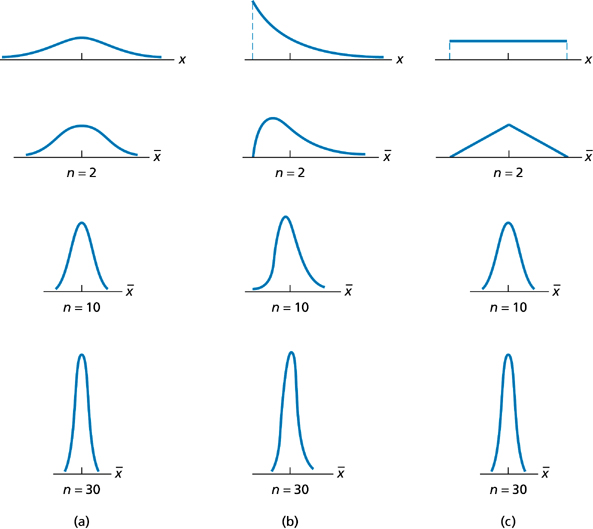 x x x
x̄ x̄ x̄
n = 2 n = 2 n = 2
x̄ x̄ x̄
n = 10 n = 10 n = 10
x̄ x̄ x̄
n = 30 n = 30 n = 30
(a) (b) (c)